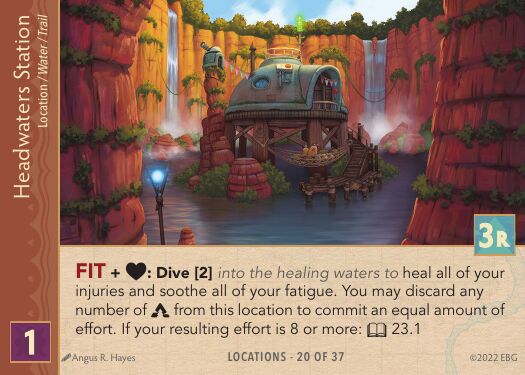 Headwaters Station
Location / Water / Trail
3R
FIT + : Dive [2] into the healing waters to heal all of your
injuries and soothe all of your fatigue. You may discard any
number of from this location to commit an equal amount of
effort. If your resulting effort is 8 or more: 23.1
1
Angus R. Hayes
LOCATIONS - 20 OF 37
©2022 EBG